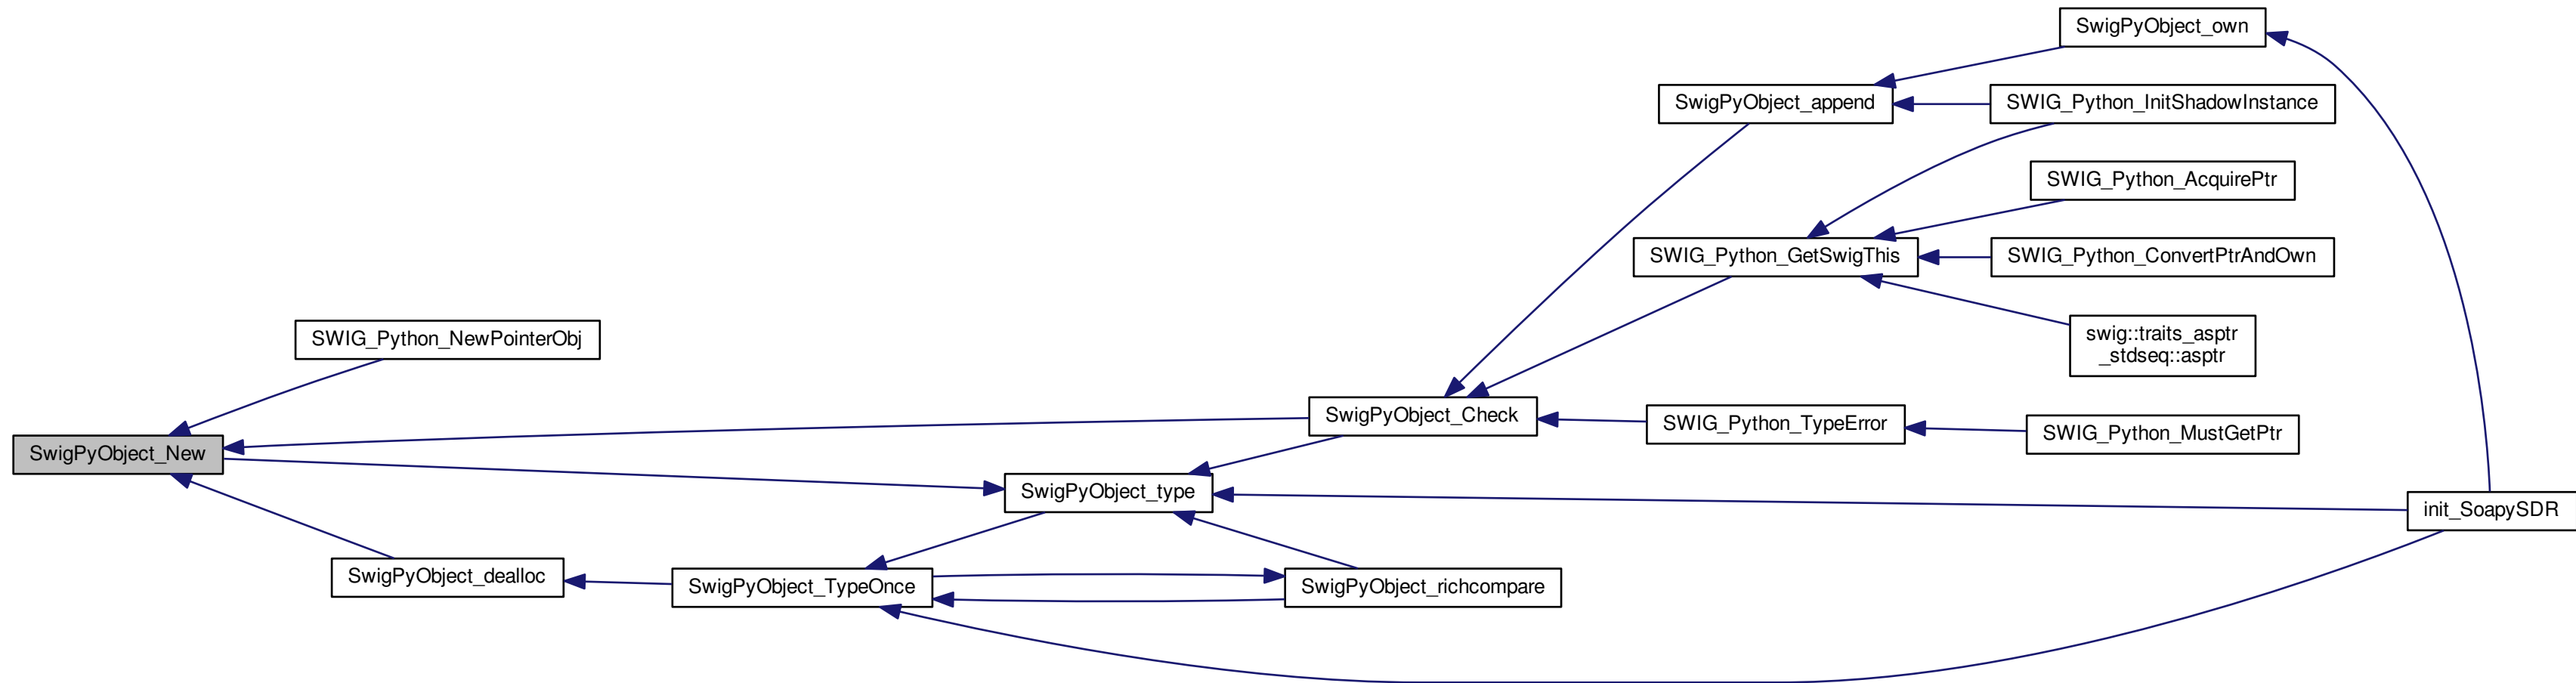 SwigPyObject_own
SwigPyObject_append
SWIG_Python_InitShadowInstance
SWIG_Python_AcquirePtr
SWIG_Python_GetSwigThis
SWIG_Python_ConvertPtrAndOwn
swig::traits_asptr
_stdseq::asptr
SWIG_Python_NewPointerObj
SwigPyObject_Check
SWIG_Python_TypeError
SWIG_Python_MustGetPtr
SwigPyObject_New
SwigPyObject_type
init_SoapySDR
SwigPyObject_dealloc
SwigPyObject_TypeOnce
SwigPyObject_richcompare